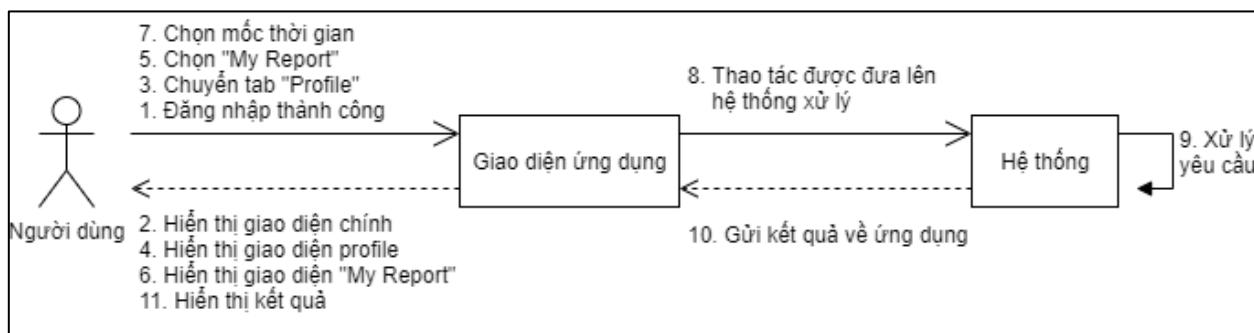 7. Chọn mốc thời gian
5. Chọn "My Report"
3. Chuyển tab "Profile"
1. Đăng nhập thành công
8. Thao tác được đưa lên
hệ thống xử lý
Giao diện ứng dụng
Hệ thống
9. Xử lý
yêu cầu
Người dùng
2. Hiển thị giao diện chính
4. Hiển thị giao diện profile
6. Hiển thị giao diện "My Report"
11. Hiển thị kết quả
10. Gửi kết quả về ứng dụng